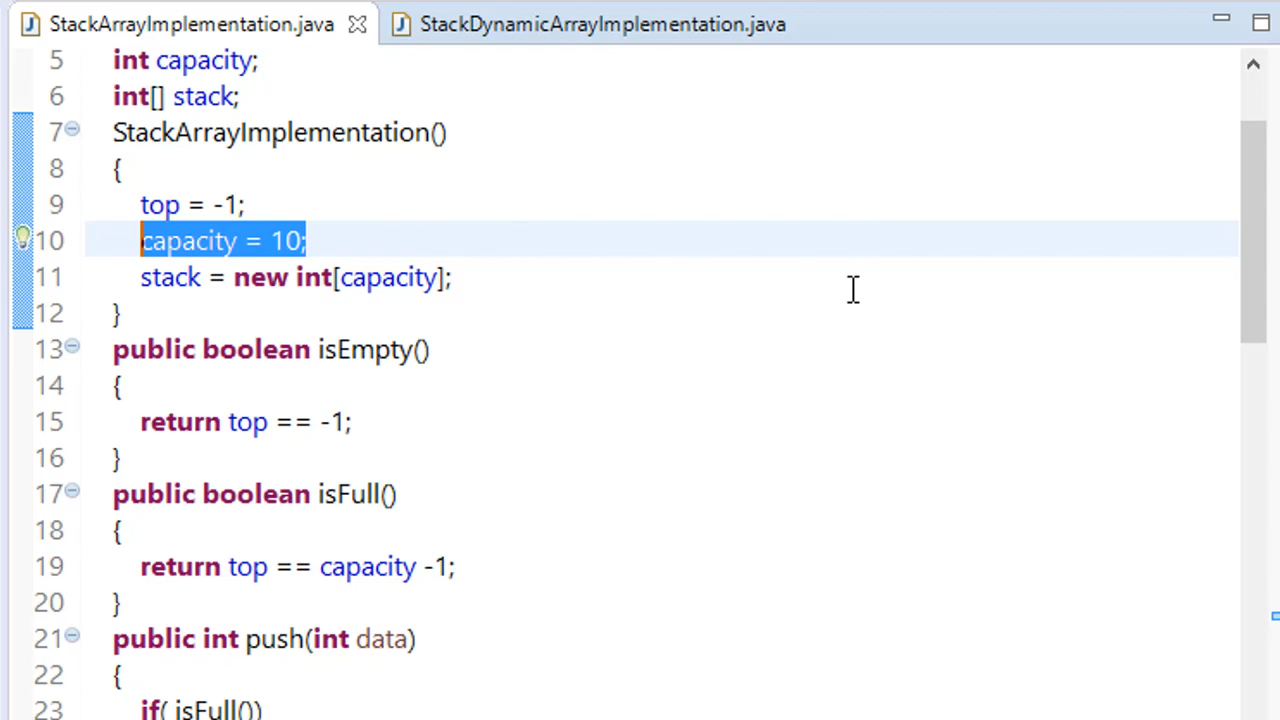 StackArrayImplementation.java StackDynamicArrayImplementation.java
5 int capacity;
6 int[] stack;
7 StackArrayImplementation()
8 {
9 top = -1;
10 capacity = 10;
11 stack = new int[capacity];
12 }
13 public boolean isEmpty()
14 {
15 return top == -1;
16 }
17 public boolean isFull()
18 {
19 return top == capacity -1;
20 }
21 public int push(int data)
22 {
23 if( isFull())